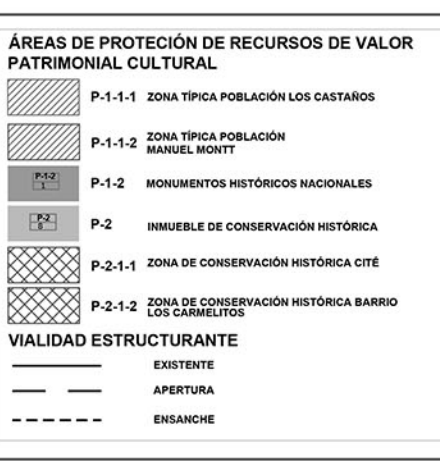 ÁREAS DE PROTECIÓN DE RECURSOS DE VALOR
PATRIMONIAL CULTURAL
P-1-1-1 ZONA TÍPICA POBLACIÓN LOS CASTAÑOS
P-1-1-2 ZONA TÍPICA POBLACIÓN
MANUEL MONTT
P-1-2
1
P-1-2 MONUMENTOS HISTÓRICOS NACIONALES
P-2
8
P-2 INMUEBLE DE CONSERVACIÓN HISTÓRICA
P-2-1-1 ZONA DE CONSERVACIÓN HISTÓRICA CITÉ
P-2-1-2 ZONA DE CONSERVACIÓN HISTÓRICA BARRIO
LOS CARMELITOS
VIALIDAD ESTRUCTURANTE
EXISTENTE
APERTURA
ENSANCHE